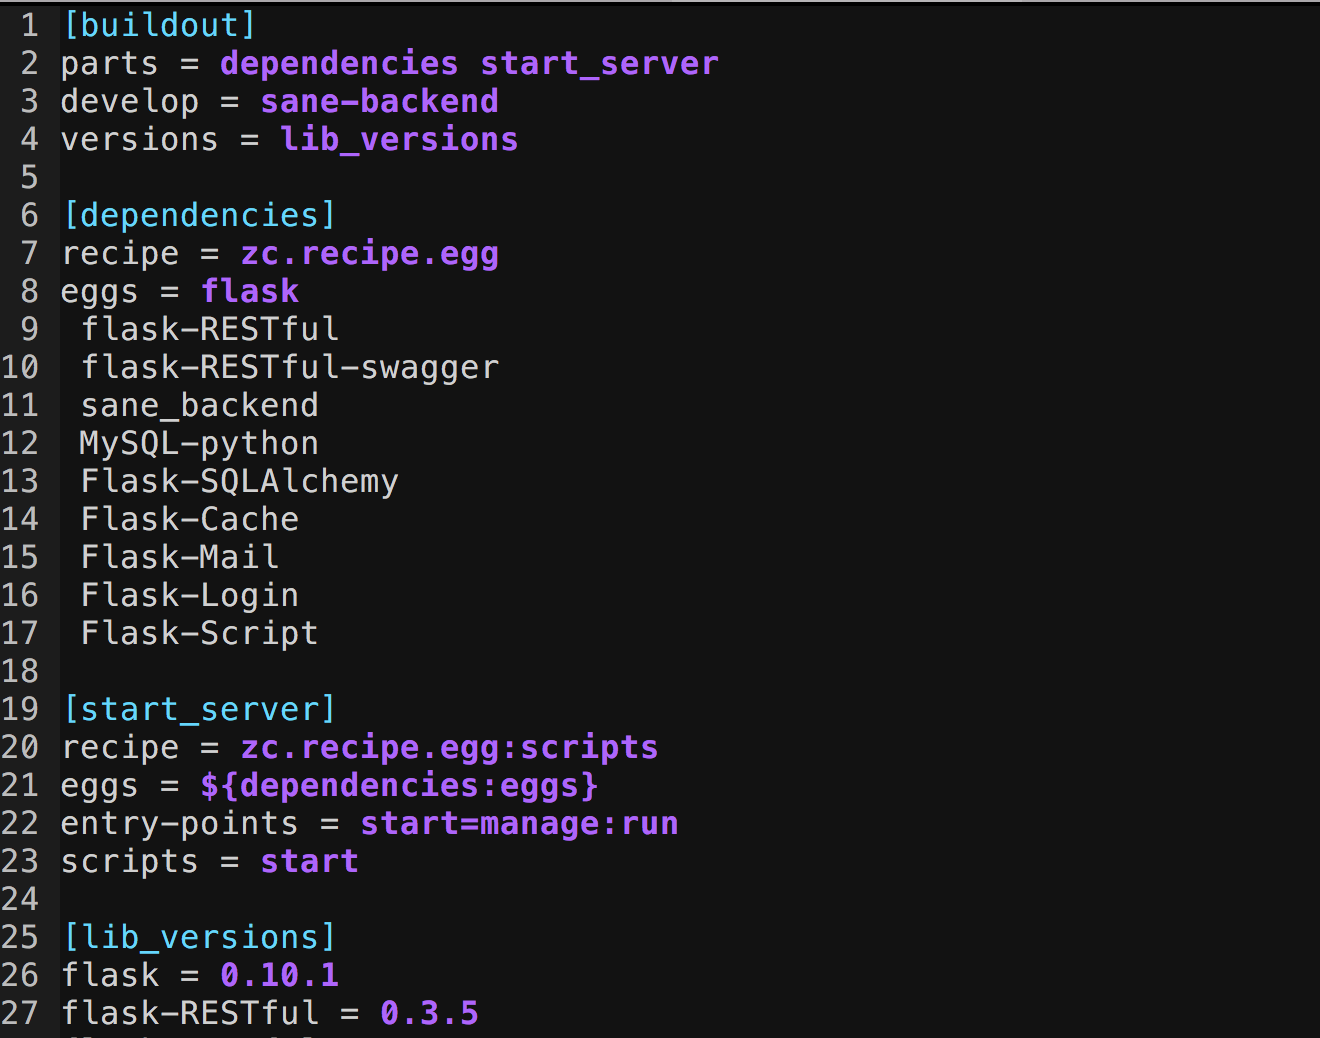 1 [buildout]
2 parts = dependencies start_server
3 develop = sane-backend
4 versions = lib_versions
5
6 [dependencies]
7 recipe = zc.recipe.egg
8 eggs = flask
9  flask-RESTful
10  flask-RESTful-swagger
11  sane_backend
12  MySQL-python
13  Flask-SQLAlchemy
14  Flask-Cache
15  Flask-Mail
16  Flask-Login
17  Flask-Script
18
19 [start_server]
20 recipe = zc.recipe.egg:scripts
21 eggs = ${dependencies:eggs}
22 entry-points = start=manage:run
23 scripts = start
24
25 [lib_versions]
26 flask = 0.10.1
27 flask-RESTful = 0.3.5